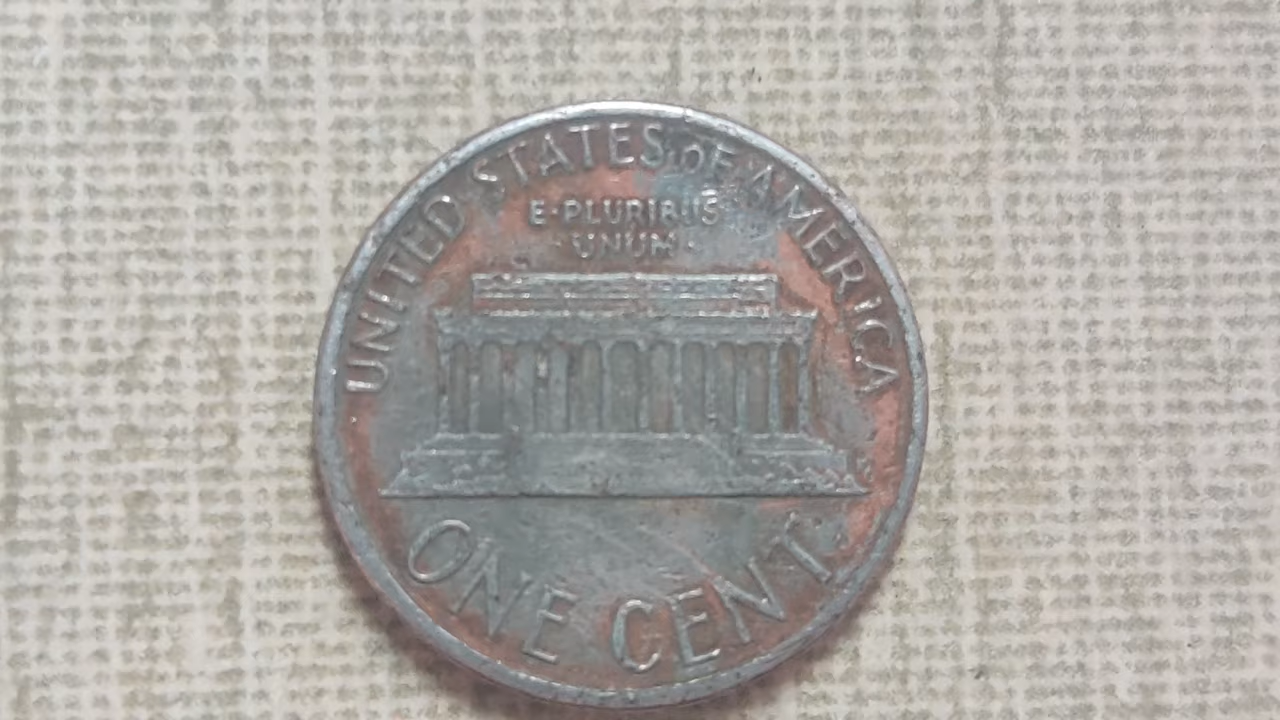 UNITED STATES OF AMERICA
E·PLURIBUS
·UNUM·
ONE CENT